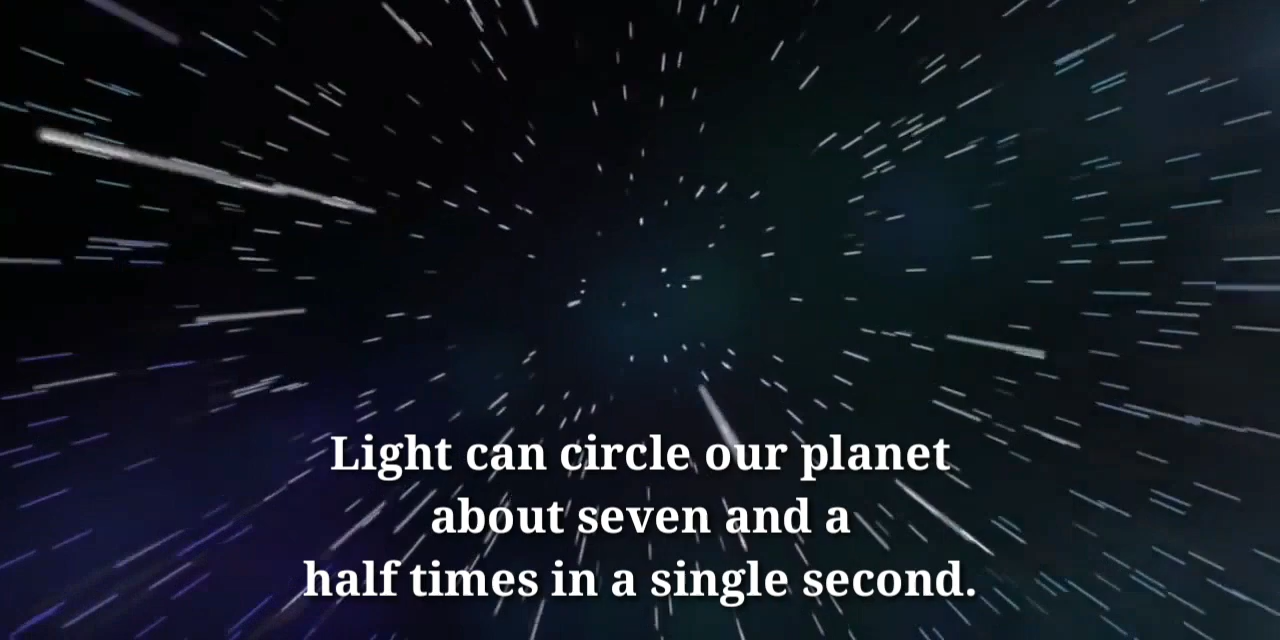 Light can circle our planet
about seven and a
half times in a single second.